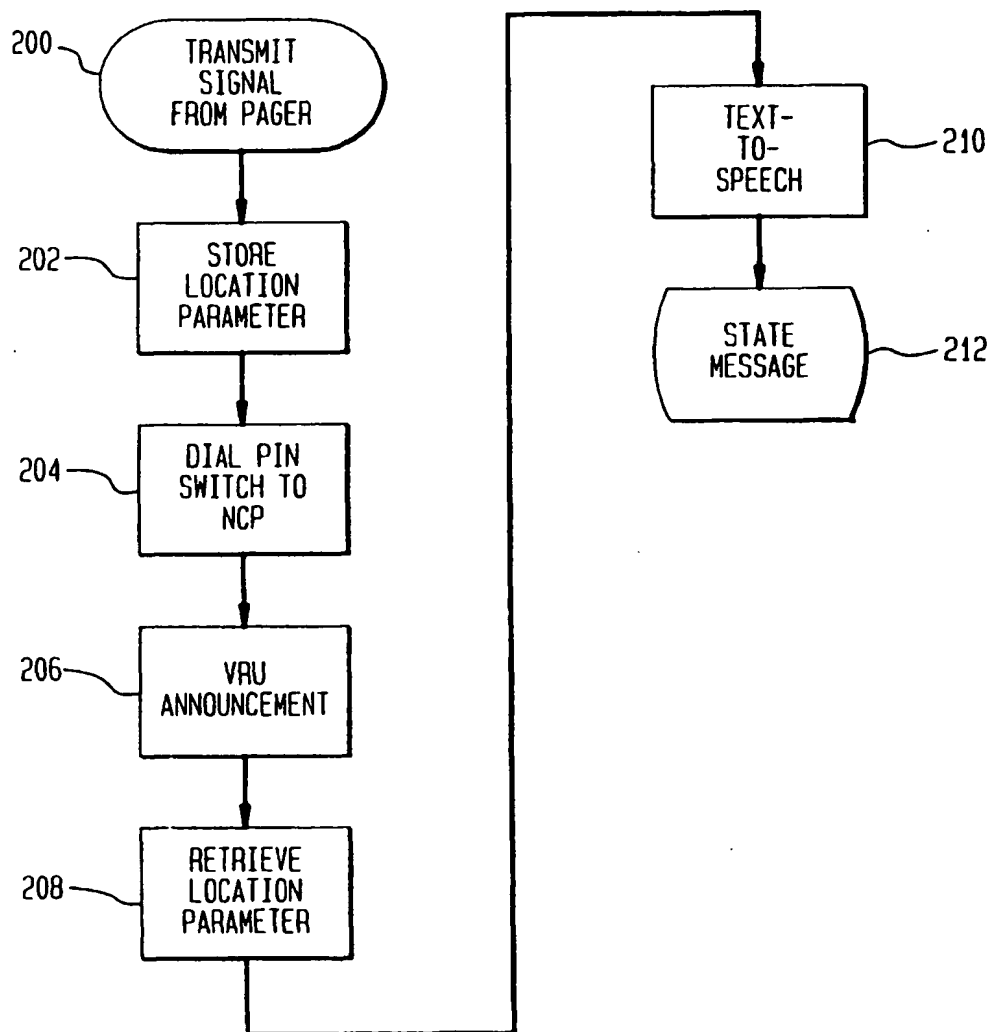 200
TRANSMIT
SIGNAL
FROM PAGER
202
STORE
LOCATION
PARAMETER
204
DIAL PIN
SWITCH TO
NCP
206
VRU
ANNOUNCEMENT
208
RETRIEVE
LOCATION
PARAMETER
TEXT-
TO-
SPEECH
210
STATE
MESSAGE
212